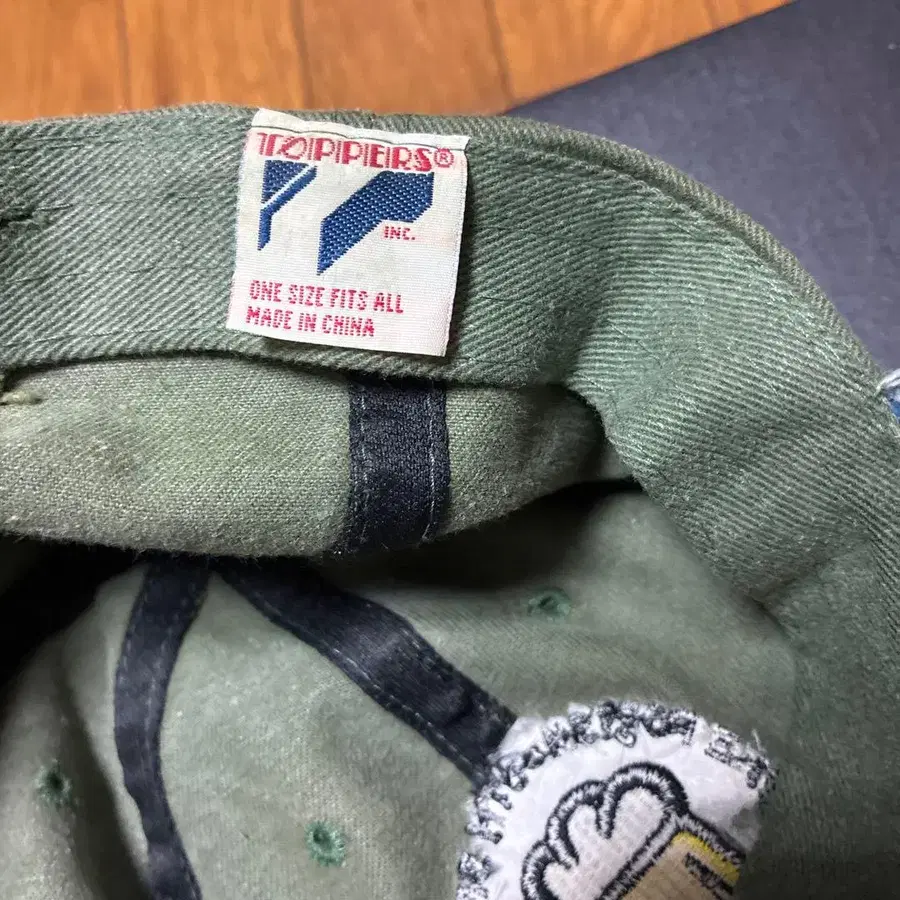 TOPPERS®
INC.
ONE SIZE FITS ALL
MADE IN CHINA